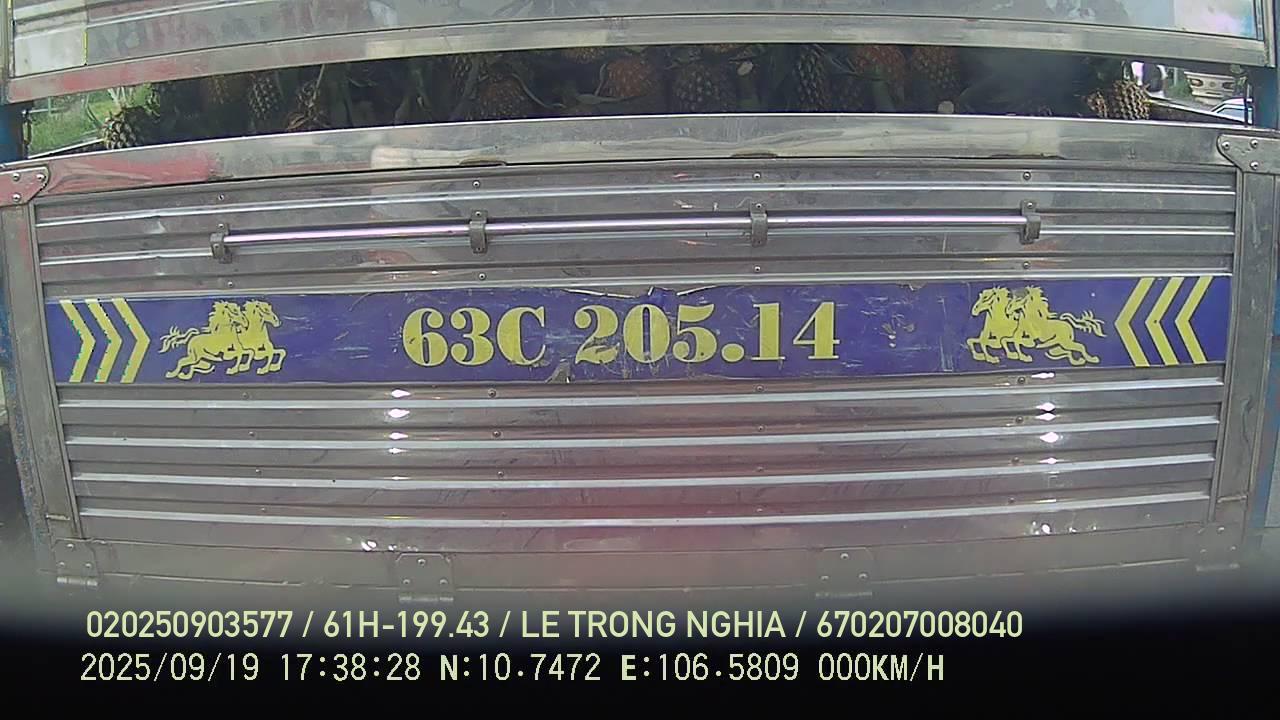 63C 205.14
020250903577 / 61H-199.43 / LE TRONG NGHIA / 670207008040
2025/09/19 17:38:28 N:10.7472 E:106.5809 000KM/H